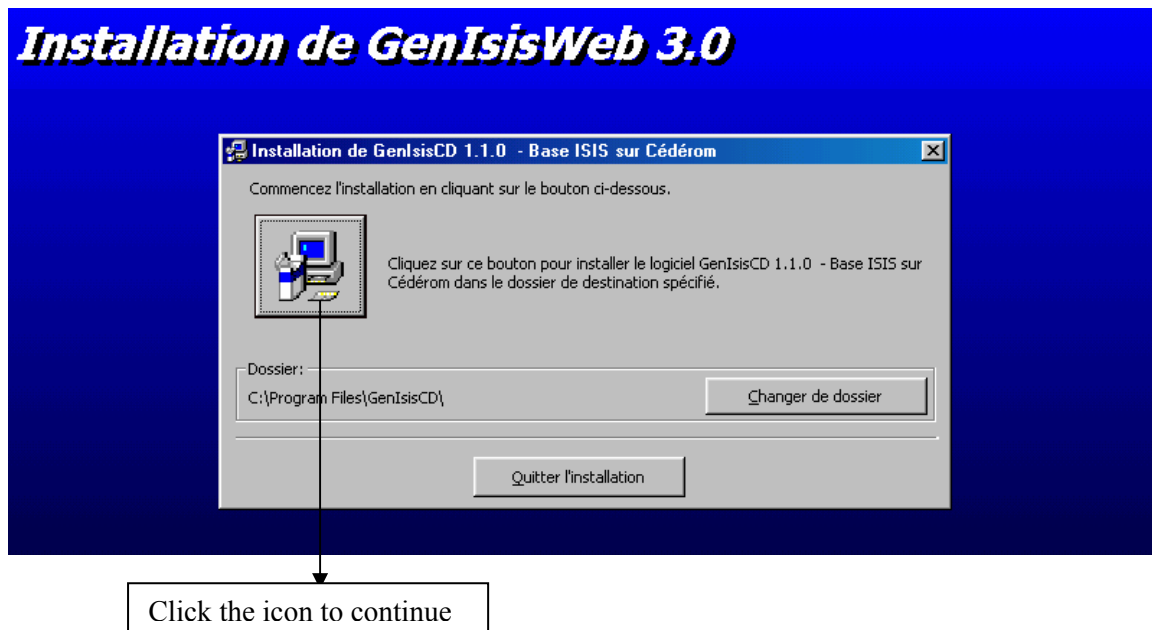 Installation de GenIsisWeb 3.0
Installation de GenIsisCD 1.1.0 - Base ISIS sur Cédérom
Commencez l'installation en cliquant sur le bouton ci-dessous.
Cliquez sur ce bouton pour installer le logiciel GenIsisCD 1.1.0 - Base ISIS sur
Cédérom dans le dossier de destination spécifié.
Dossier:
C:\Program Files\GenIsisCD\
Changer de dossier
Quitter l'installation
Click the icon to continue